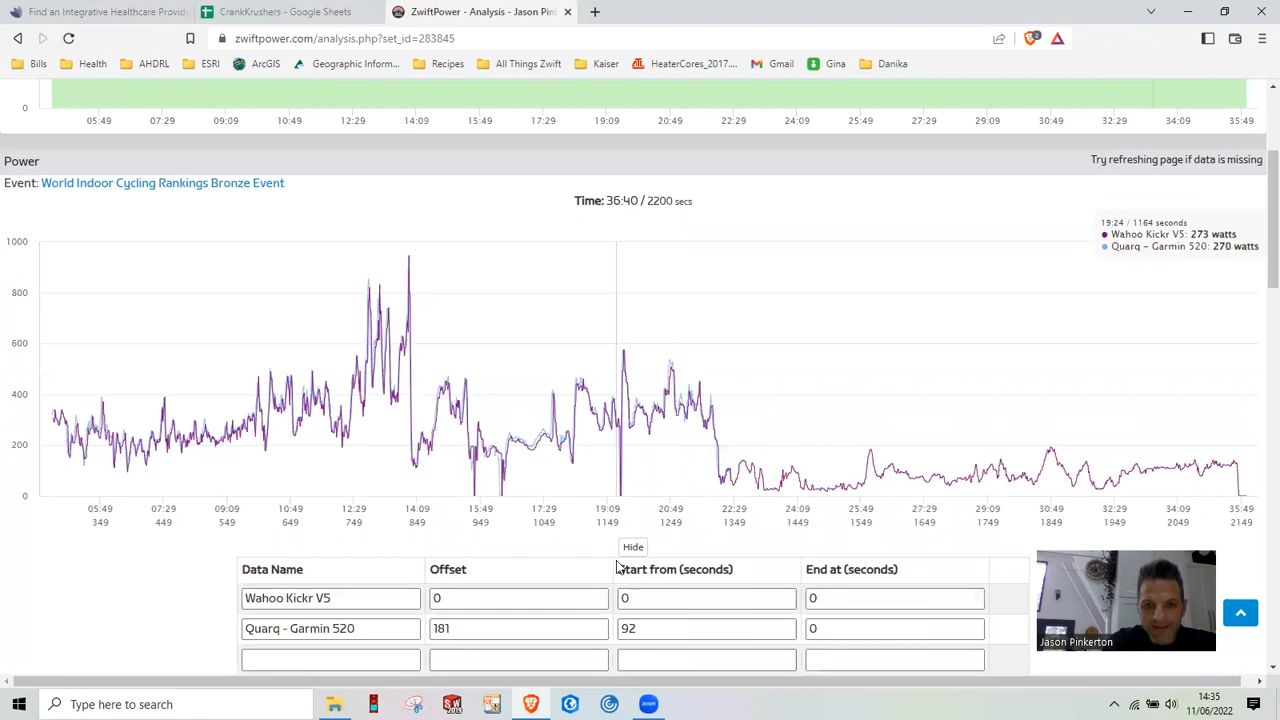 Find an Integrative Healthcare Provid
CrankKrushers - Google Sheets
ZwiftPower - Analysis - Jason Pin
zwiftpower.com/analysis.php?set_id=283845
2
Bills
Health
AHDRL
ESRI
ArcGIS
Geographic Inform...
Recipes
All Things Zwift
Kaiser
HeaterCores_2017....
Gmail
Gina
Danika
0
05:49 07:29 09:09 10:49 12:29 14:09 15:49 17:29 19:09 20:49 22:29 24:09 25:49 27:29 29:09 30:49 32:29 34:09 35:49
Power
Try refreshing page if data is missing
Event: World Indoor Cycling Rankings Bronze Event
Time: 36:40 / 2200 secs
19:24 / 1164 seconds
Wahoo Kickr V5: 273 watts
Quarq - Garmin 520: 270 watts
1000
800
600
400
200
0
05:49 07:29 09:09 10:49 12:29 14:09 15:49 17:29 19:09 20:49 22:29 24:09 25:49 27:29 29:09 30:49 32:29 34:09 35:49
349 449 549 649 749 849 949 1049 1149 1249 1349 1449 1549 1649 1749 1849 1949 2049 2149
Hide
Data Name Offset Start from (seconds) End at (seconds)
Wahoo Kickr V5 0 0 0
Quarq - Garmin 520 181 92 0
Jason Pinkerton
Type here to search
14:35
11/06/2022